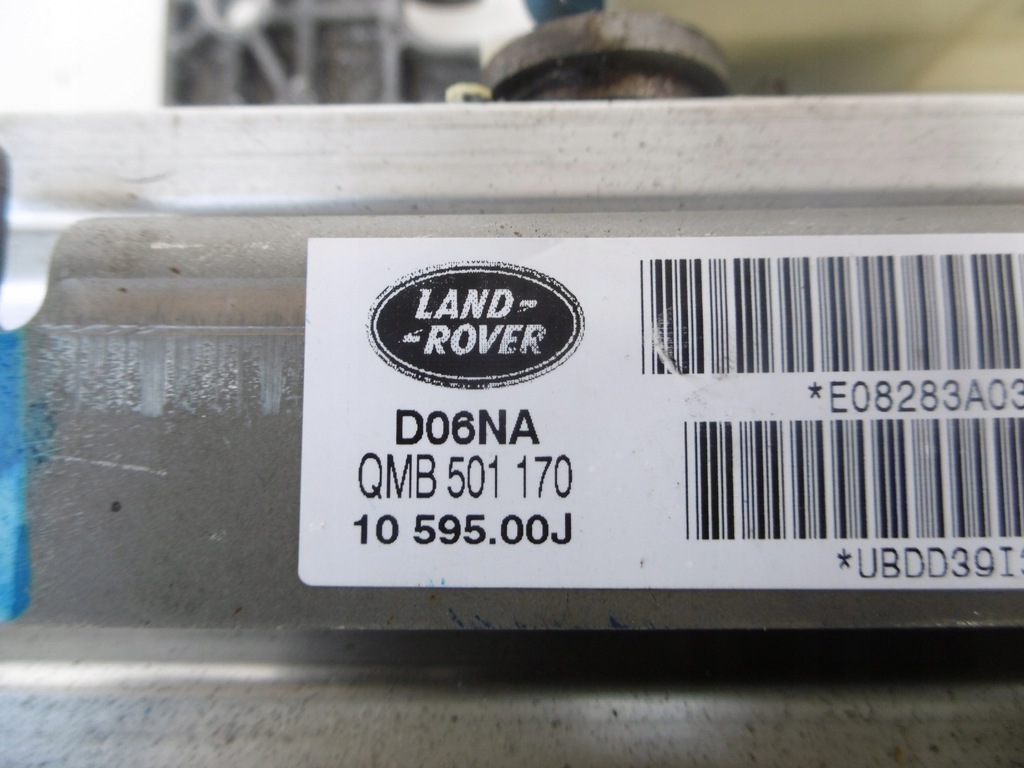 LAND-
-ROVER
D06NA
QMB 501 170
10 595.00J
*E08283A03
*UBDD39I